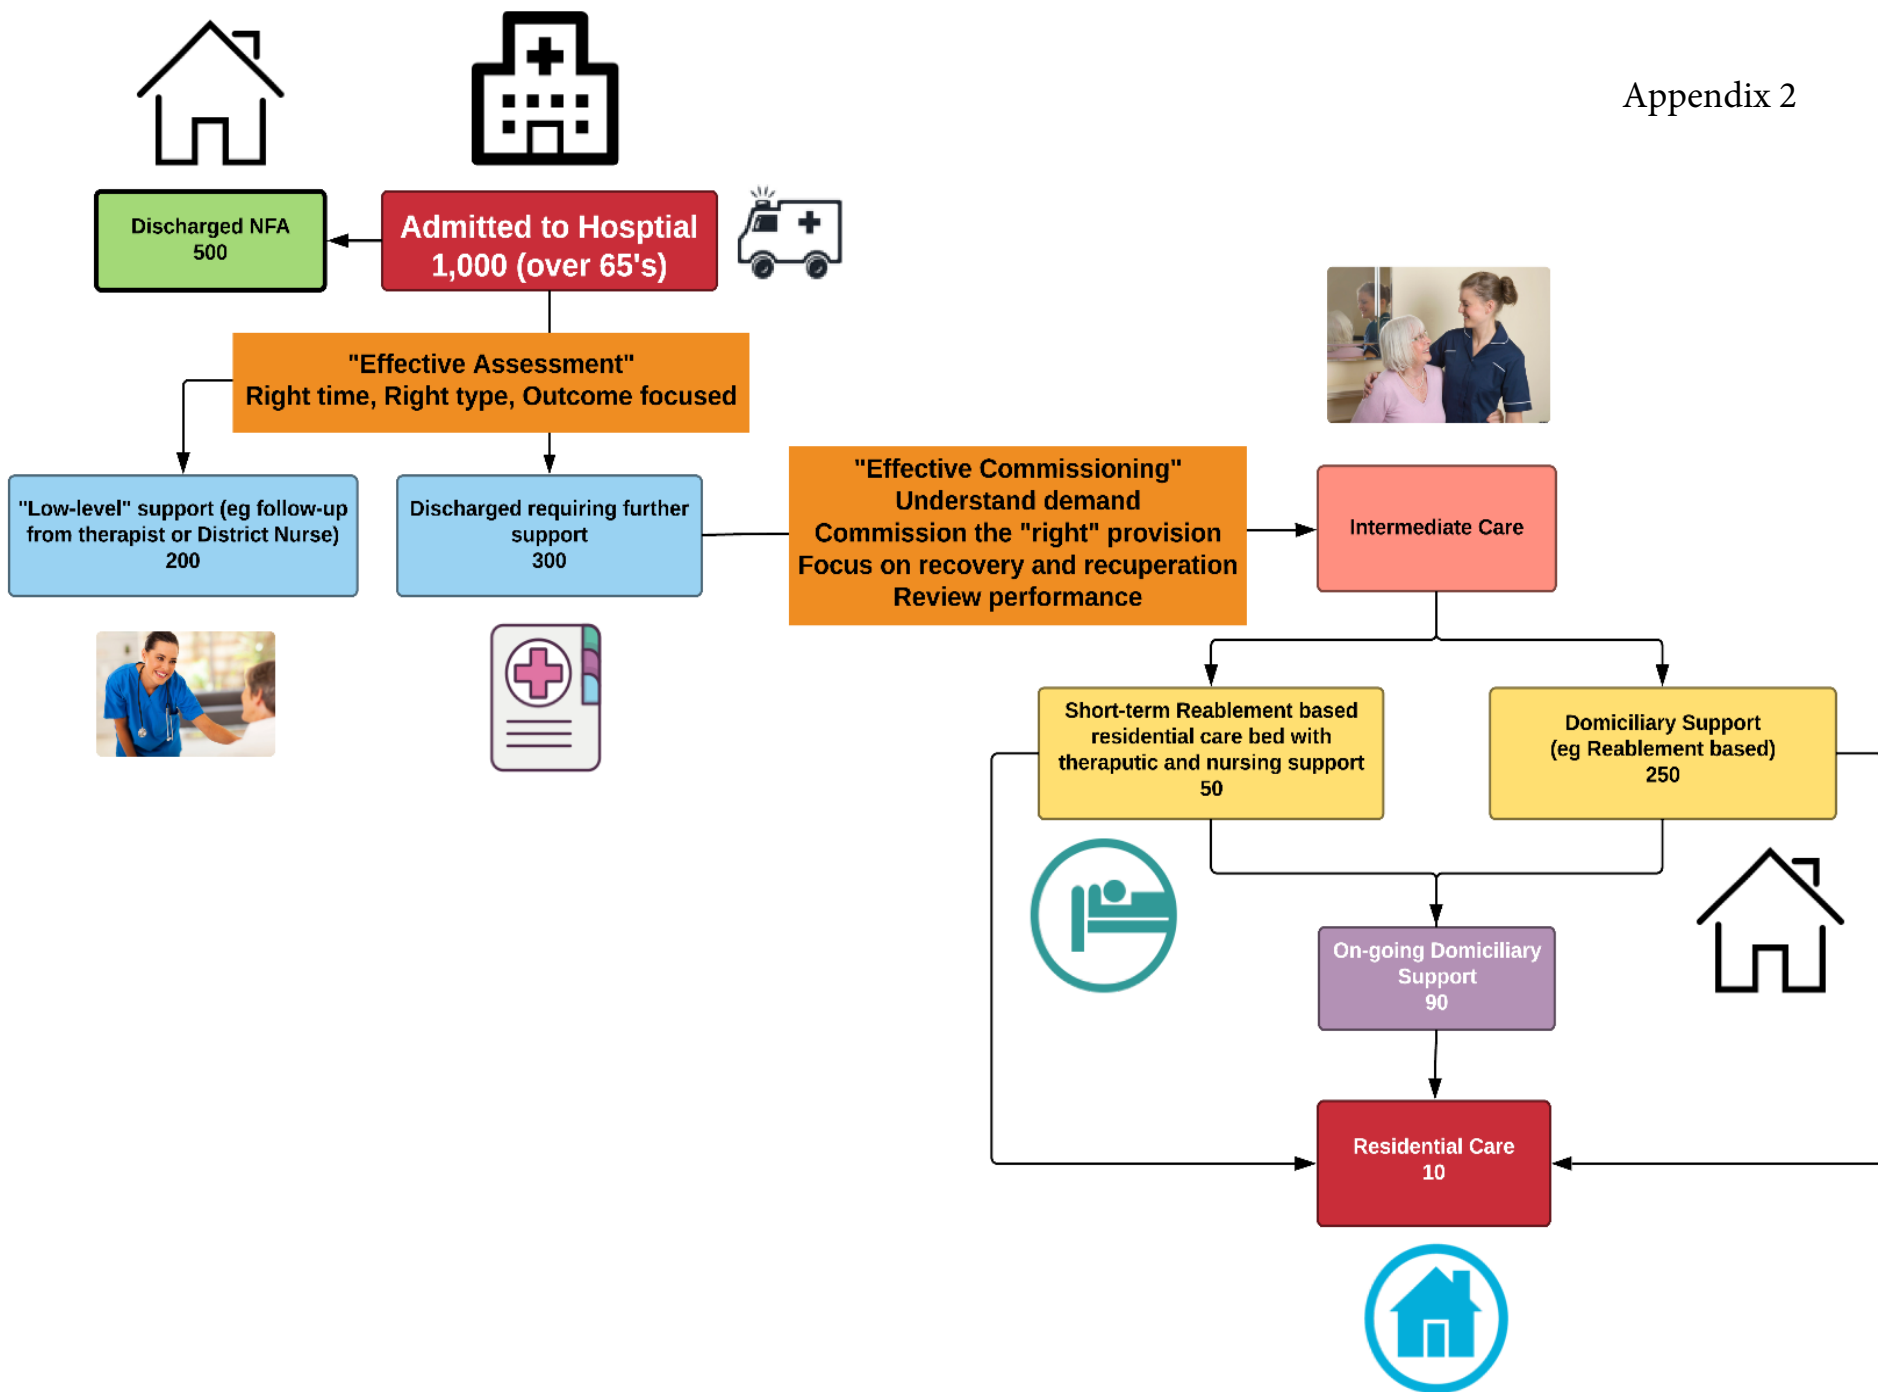 Appendix 2
Discharged NFA
500
Admitted to Hosptial
1,000 (over 65's)
"Effective Assessment"
Right time, Right type, Outcome focused
"Low-level" support (eg follow-up
from therapist or District Nurse)
200
Discharged requiring further
support
300
"Effective Commissioning"
Understand demand
Commission the "right" provision
Focus on recovery and recuperation
Review performance
Intermediate Care
Short-term Reablement based
residential care bed with
theraputic and nursing support
50
Domiciliary Support
(eg Reablement based)
250
On-going Domiciliary
Support
90
Residential Care
10